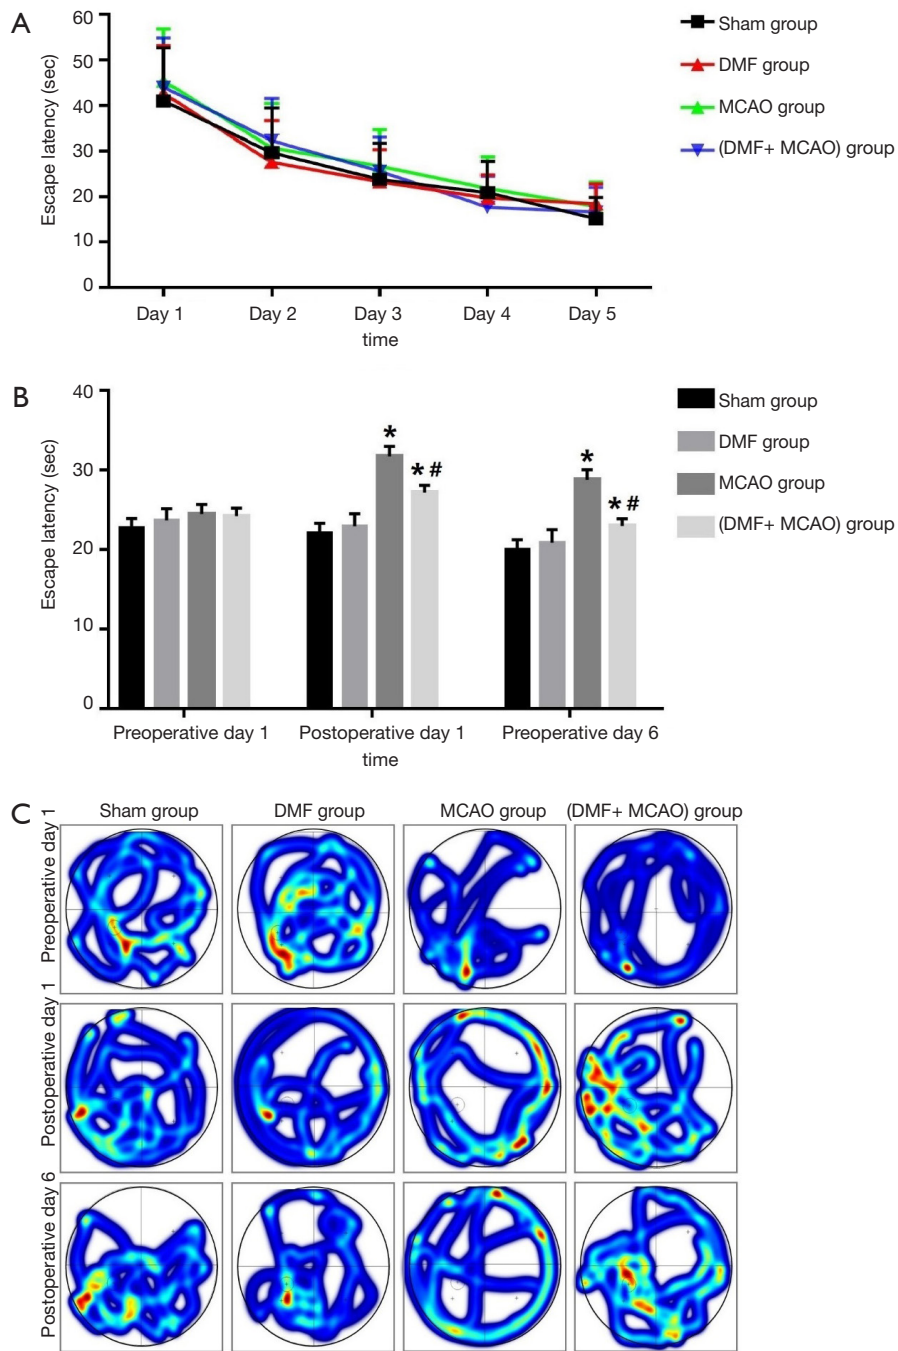 A
60
50
40
30
20
10
0
Escape latency (sec)
Day 1 Day 2 Day 3 Day 4 Day 5
time
Sham group
DMF group
MCAO group
(DMF+ MCAO) group
B
40
30
20
10
0
Escape latency (sec)
*
* #
*
* #
Preoperative day 1 Postoperative day 1 Preoperative day 6
time
Sham group
DMF group
MCAO group
(DMF+ MCAO) group
C
Sham group DMF group MCAO group (DMF+ MCAO) group
Preoperative day 1
Postoperative day 1
Postoperative day 6